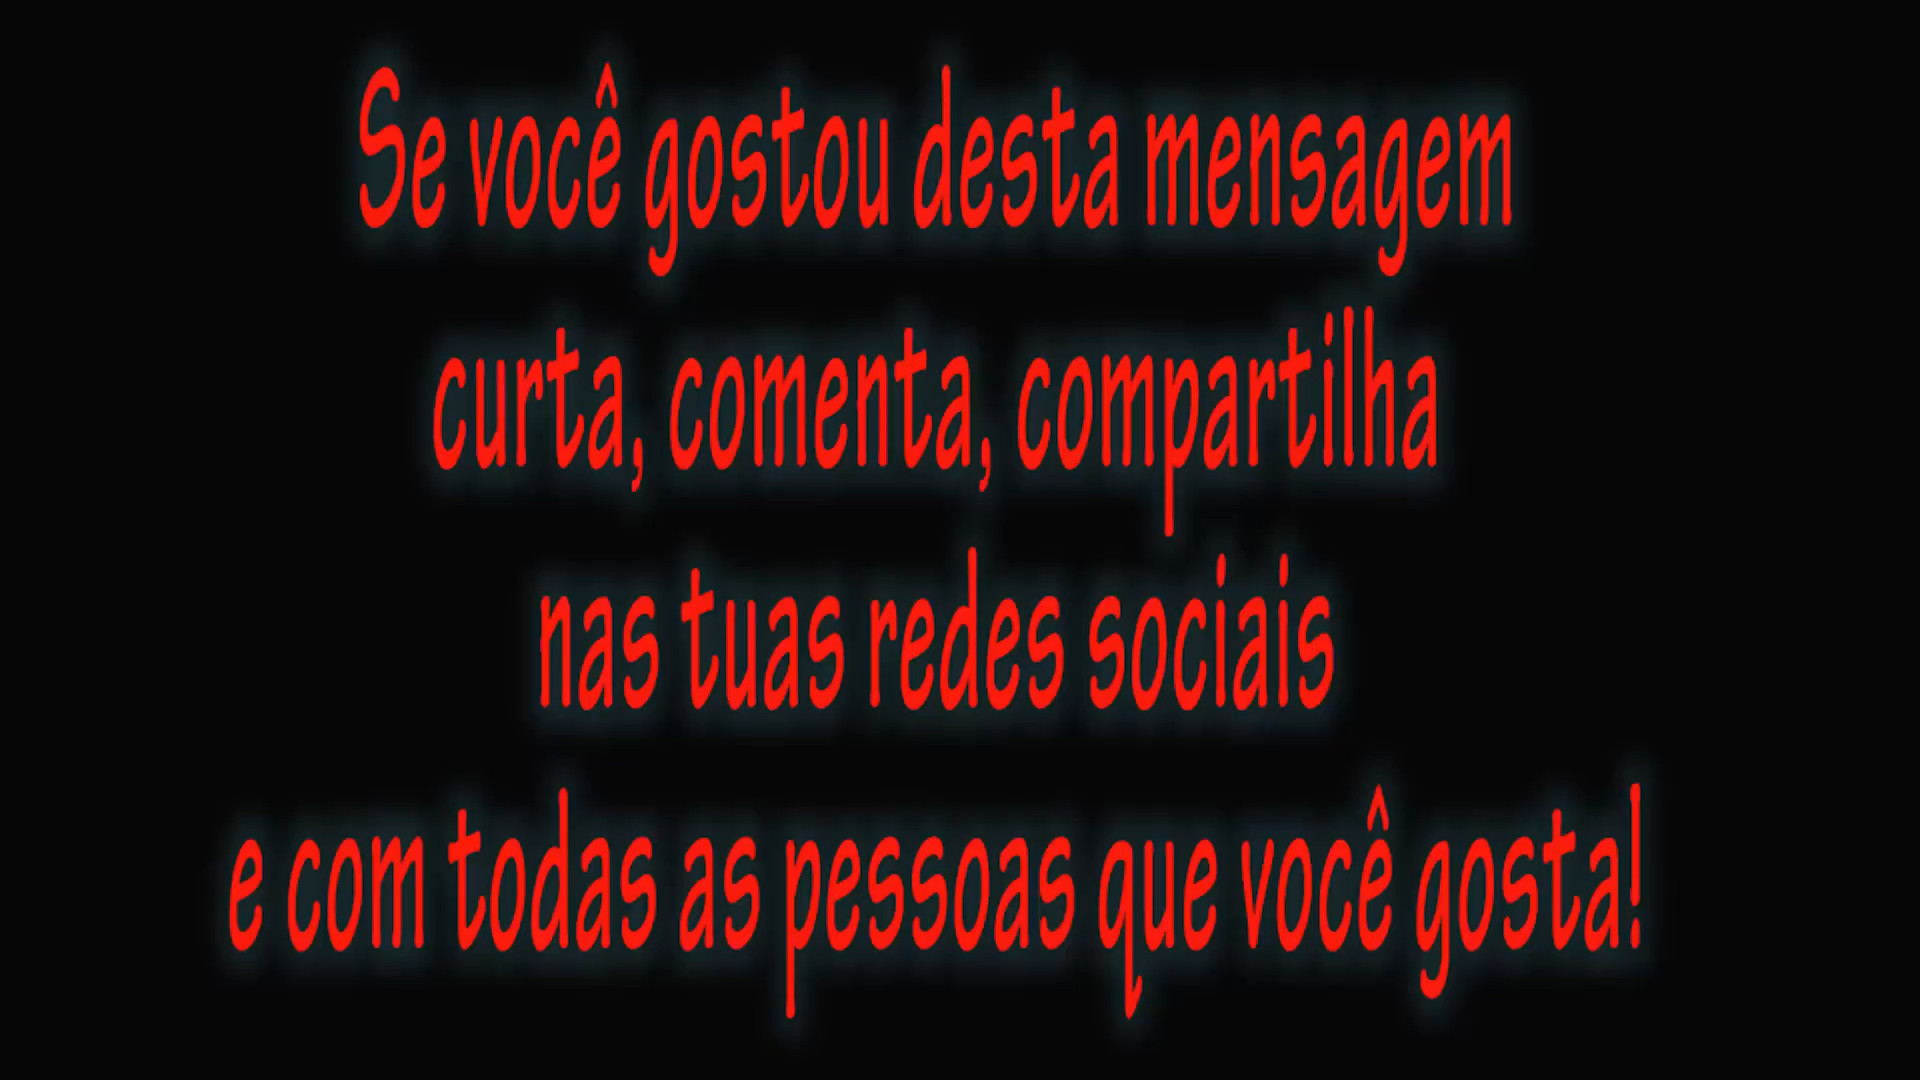 Se você gostou desta mensagem
curta, comenta, compartilha
nas tuas redes sociais
e com todas as pessoas que você gosta!